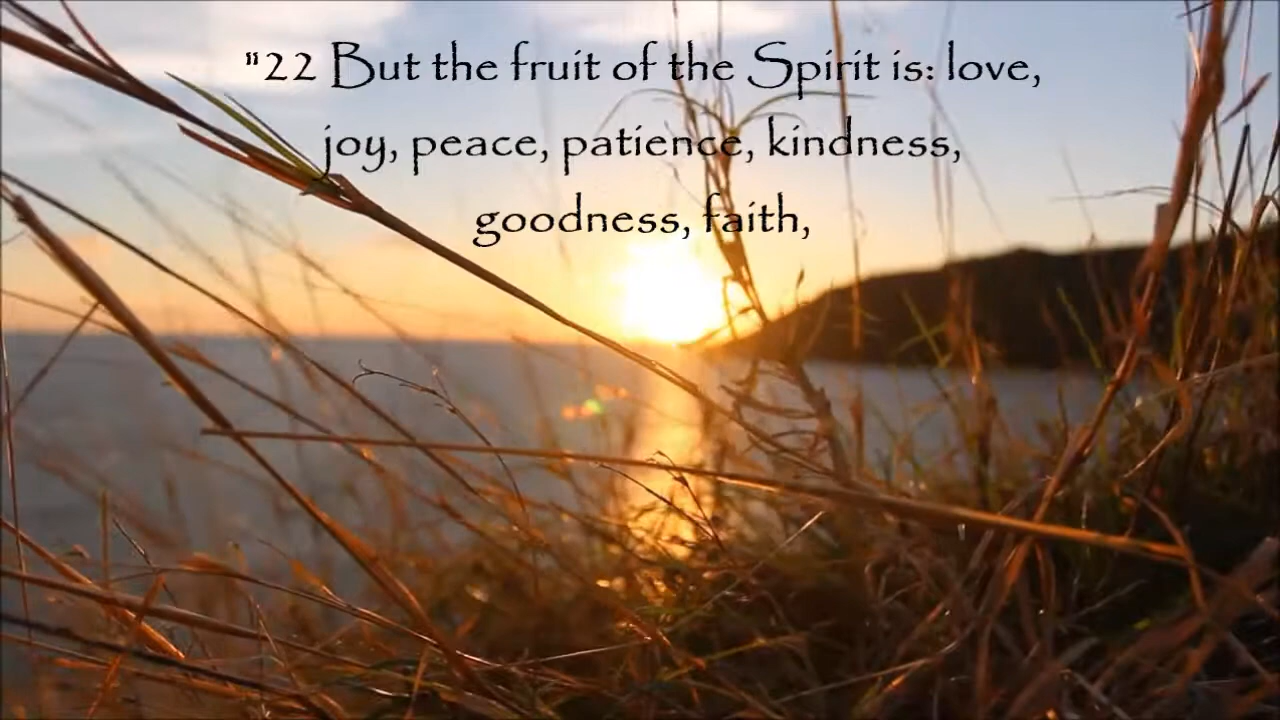 "22 But the fruit of the Spirit is: love,
joy, peace, patience, kindness,
goodness, faith,